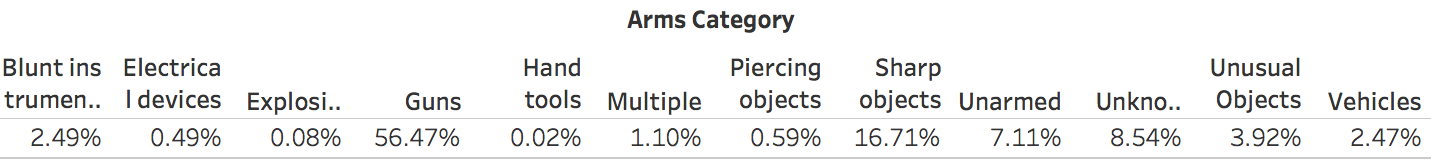 Arms Category
Blunt ins Electrica Hand Piercing Sharp Unusual
trumen.. l devices Explosi.. Guns tools Multiple objects objects Unarmed Unkno.. Objects Vehicles
2.49% 0.49% 0.08% 56.47% 0.02% 1.10% 0.59% 16.71% 7.11% 8.54% 3.92% 2.47%